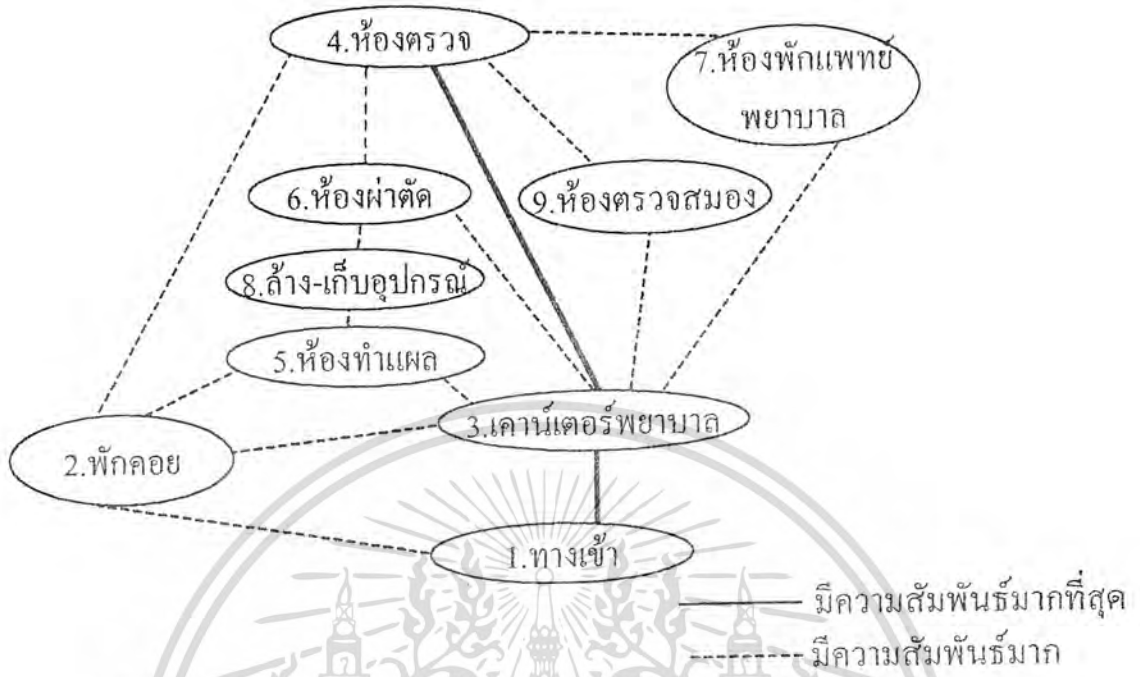 4.ห้องตรวจ
7.ห้องพักแพทย์
พยาบาล
6.ห้องผ่าตัด
9.ห้องตรวจสมอง
8.ล้าง-เก็บอุปกรณ์
5.ห้องทำแผล
3.เคาน์เตอร์พยาบาล
2.พักคอย
1.ทางเข้า
มีความสัมพันธ์มากที่สุด
มีความสัมพันธ์มาก